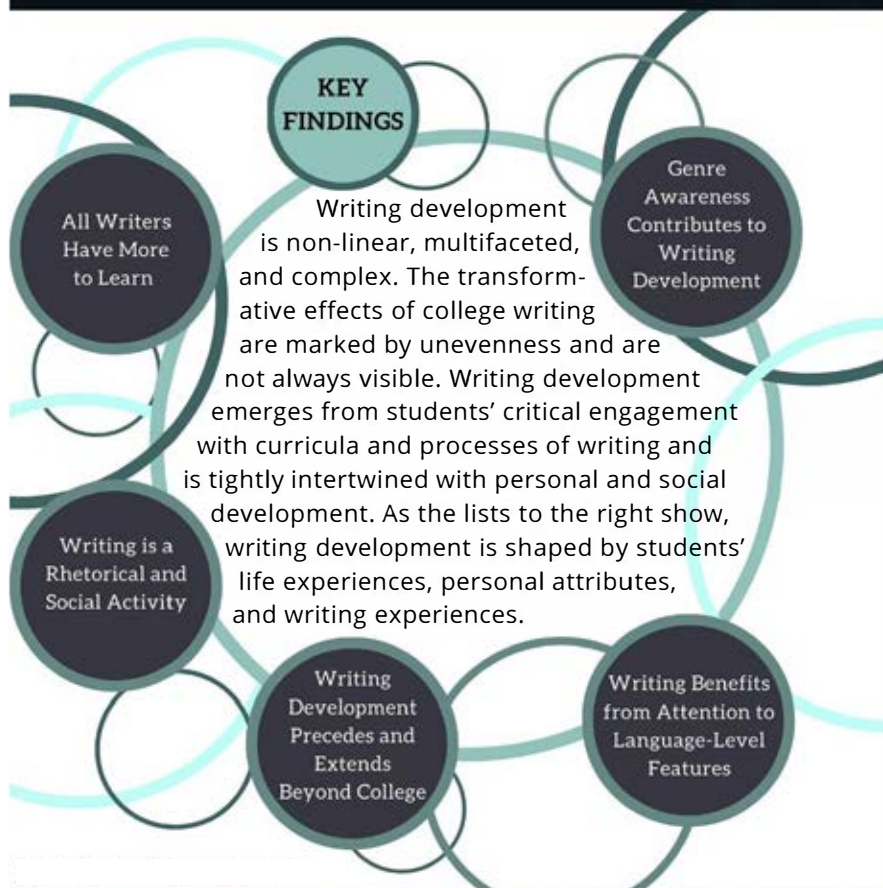 KEY
FINDINGS
All Writers
Have More
to Learn
Genre
Awareness
Contributes to
Writing
Development
Writing development
is non-linear, multifaceted,
and complex. The transform-
ative effects of college writing
are marked by unevenness and are
not always visible. Writing development
emerges from students’ critical engagement
with curricula and processes of writing and
is tightly intertwined with personal and social
development. As the lists to the right show,
writing development is shaped by students’
life experiences, personal attributes,
and writing experiences.
Writing is a
Rhetorical and
Social Activity
Writing
Development
Precedes and
Extends
Beyond College
Writing Benefits
from Attention to
Language-Level
Features